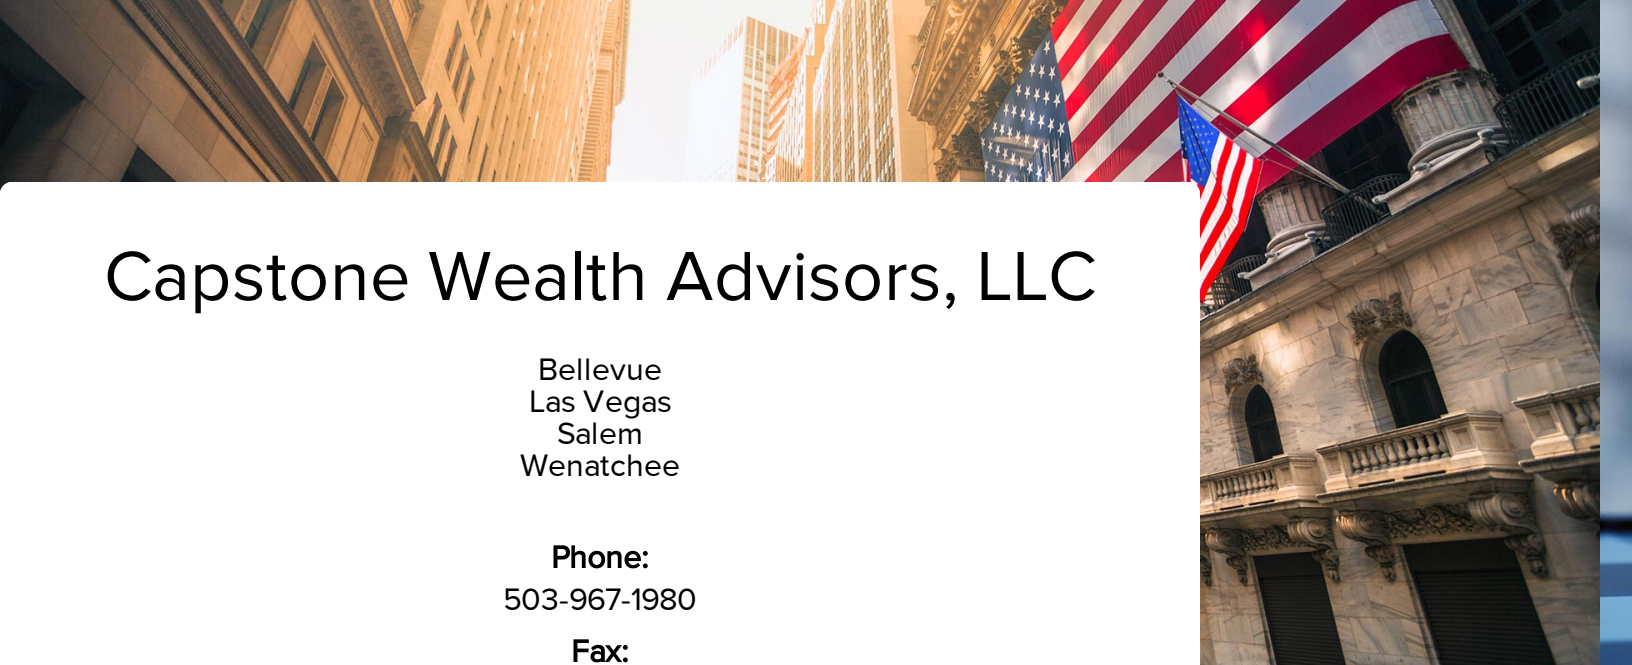 Capstone Wealth Advisors, LLC
Bellevue
Las Vegas
Salem
Wenatchee
Phone:
503-967-1980
Fax: